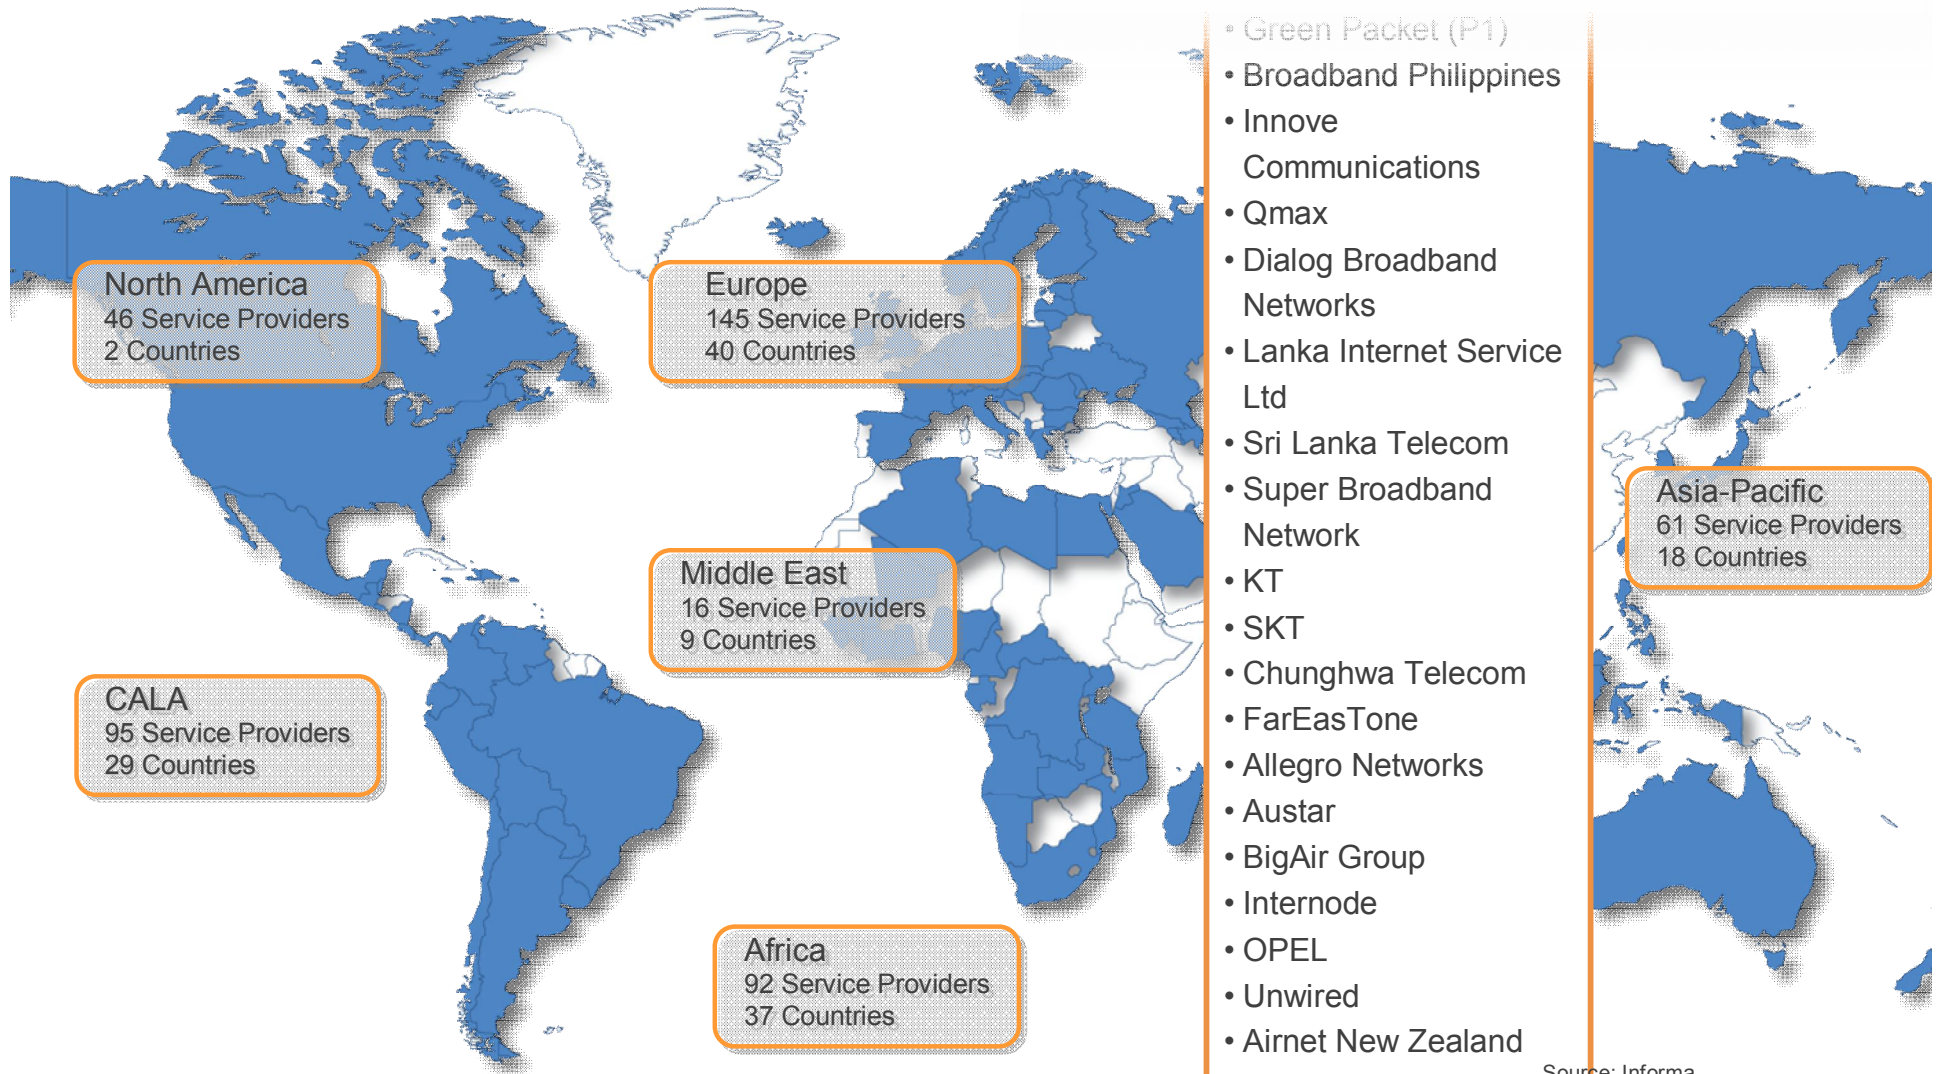 North America
46 Service Providers
2 Countries
Europe
145 Service Providers
40 Countries
Middle East
16 Service Providers
9 Countries
CALA
95 Service Providers
29 Countries
Africa
92 Service Providers
37 Countries
• Green Packet (P1)
• Broadband Philippines
• Innove
Communications
• Qmax
• Dialog Broadband
Networks
• Lanka Internet Service
Ltd
• Sri Lanka Telecom
• Super Broadband
Network
• KT
• SKT
• Chunghwa Telecom
• FarEasTone
• Allegro Networks
• Austar
• BigAir Group
• Internode
• OPEL
• Unwired
• Airnet New Zealand
Asia-Pacific
61 Service Providers
18 Countries
Source: Informa